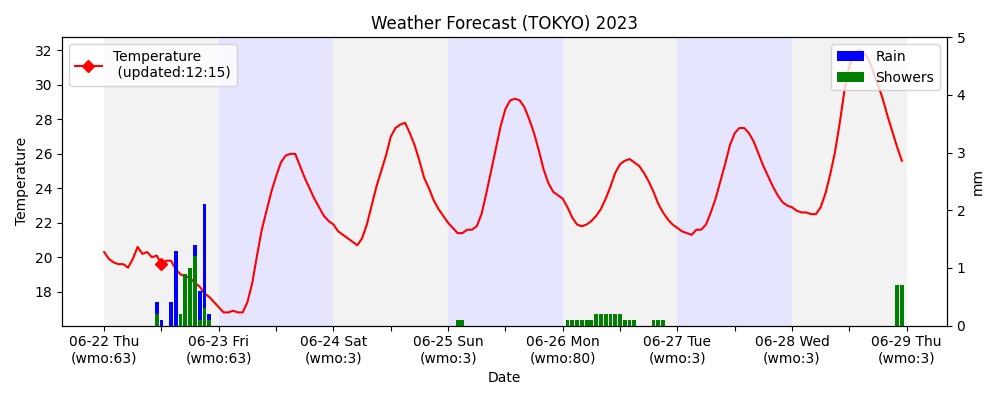 Weather Forecast (TOKYO) 2023
Temperature
(updated:12:15)
Rain
Showers
Temperature
32
30
28
26
24
22
20
18
5
4
3
2
1
0
mm
06-22 Thu
(wmo:63)
06-23 Fri
(wmo:63)
06-24 Sat
(wmo:3)
06-25 Sun
(wmo:3)
06-26 Mon
(wmo:80)
06-27 Tue
(wmo:3)
06-28 Wed
(wmo:3)
06-29 Thu
(wmo:3)
Date